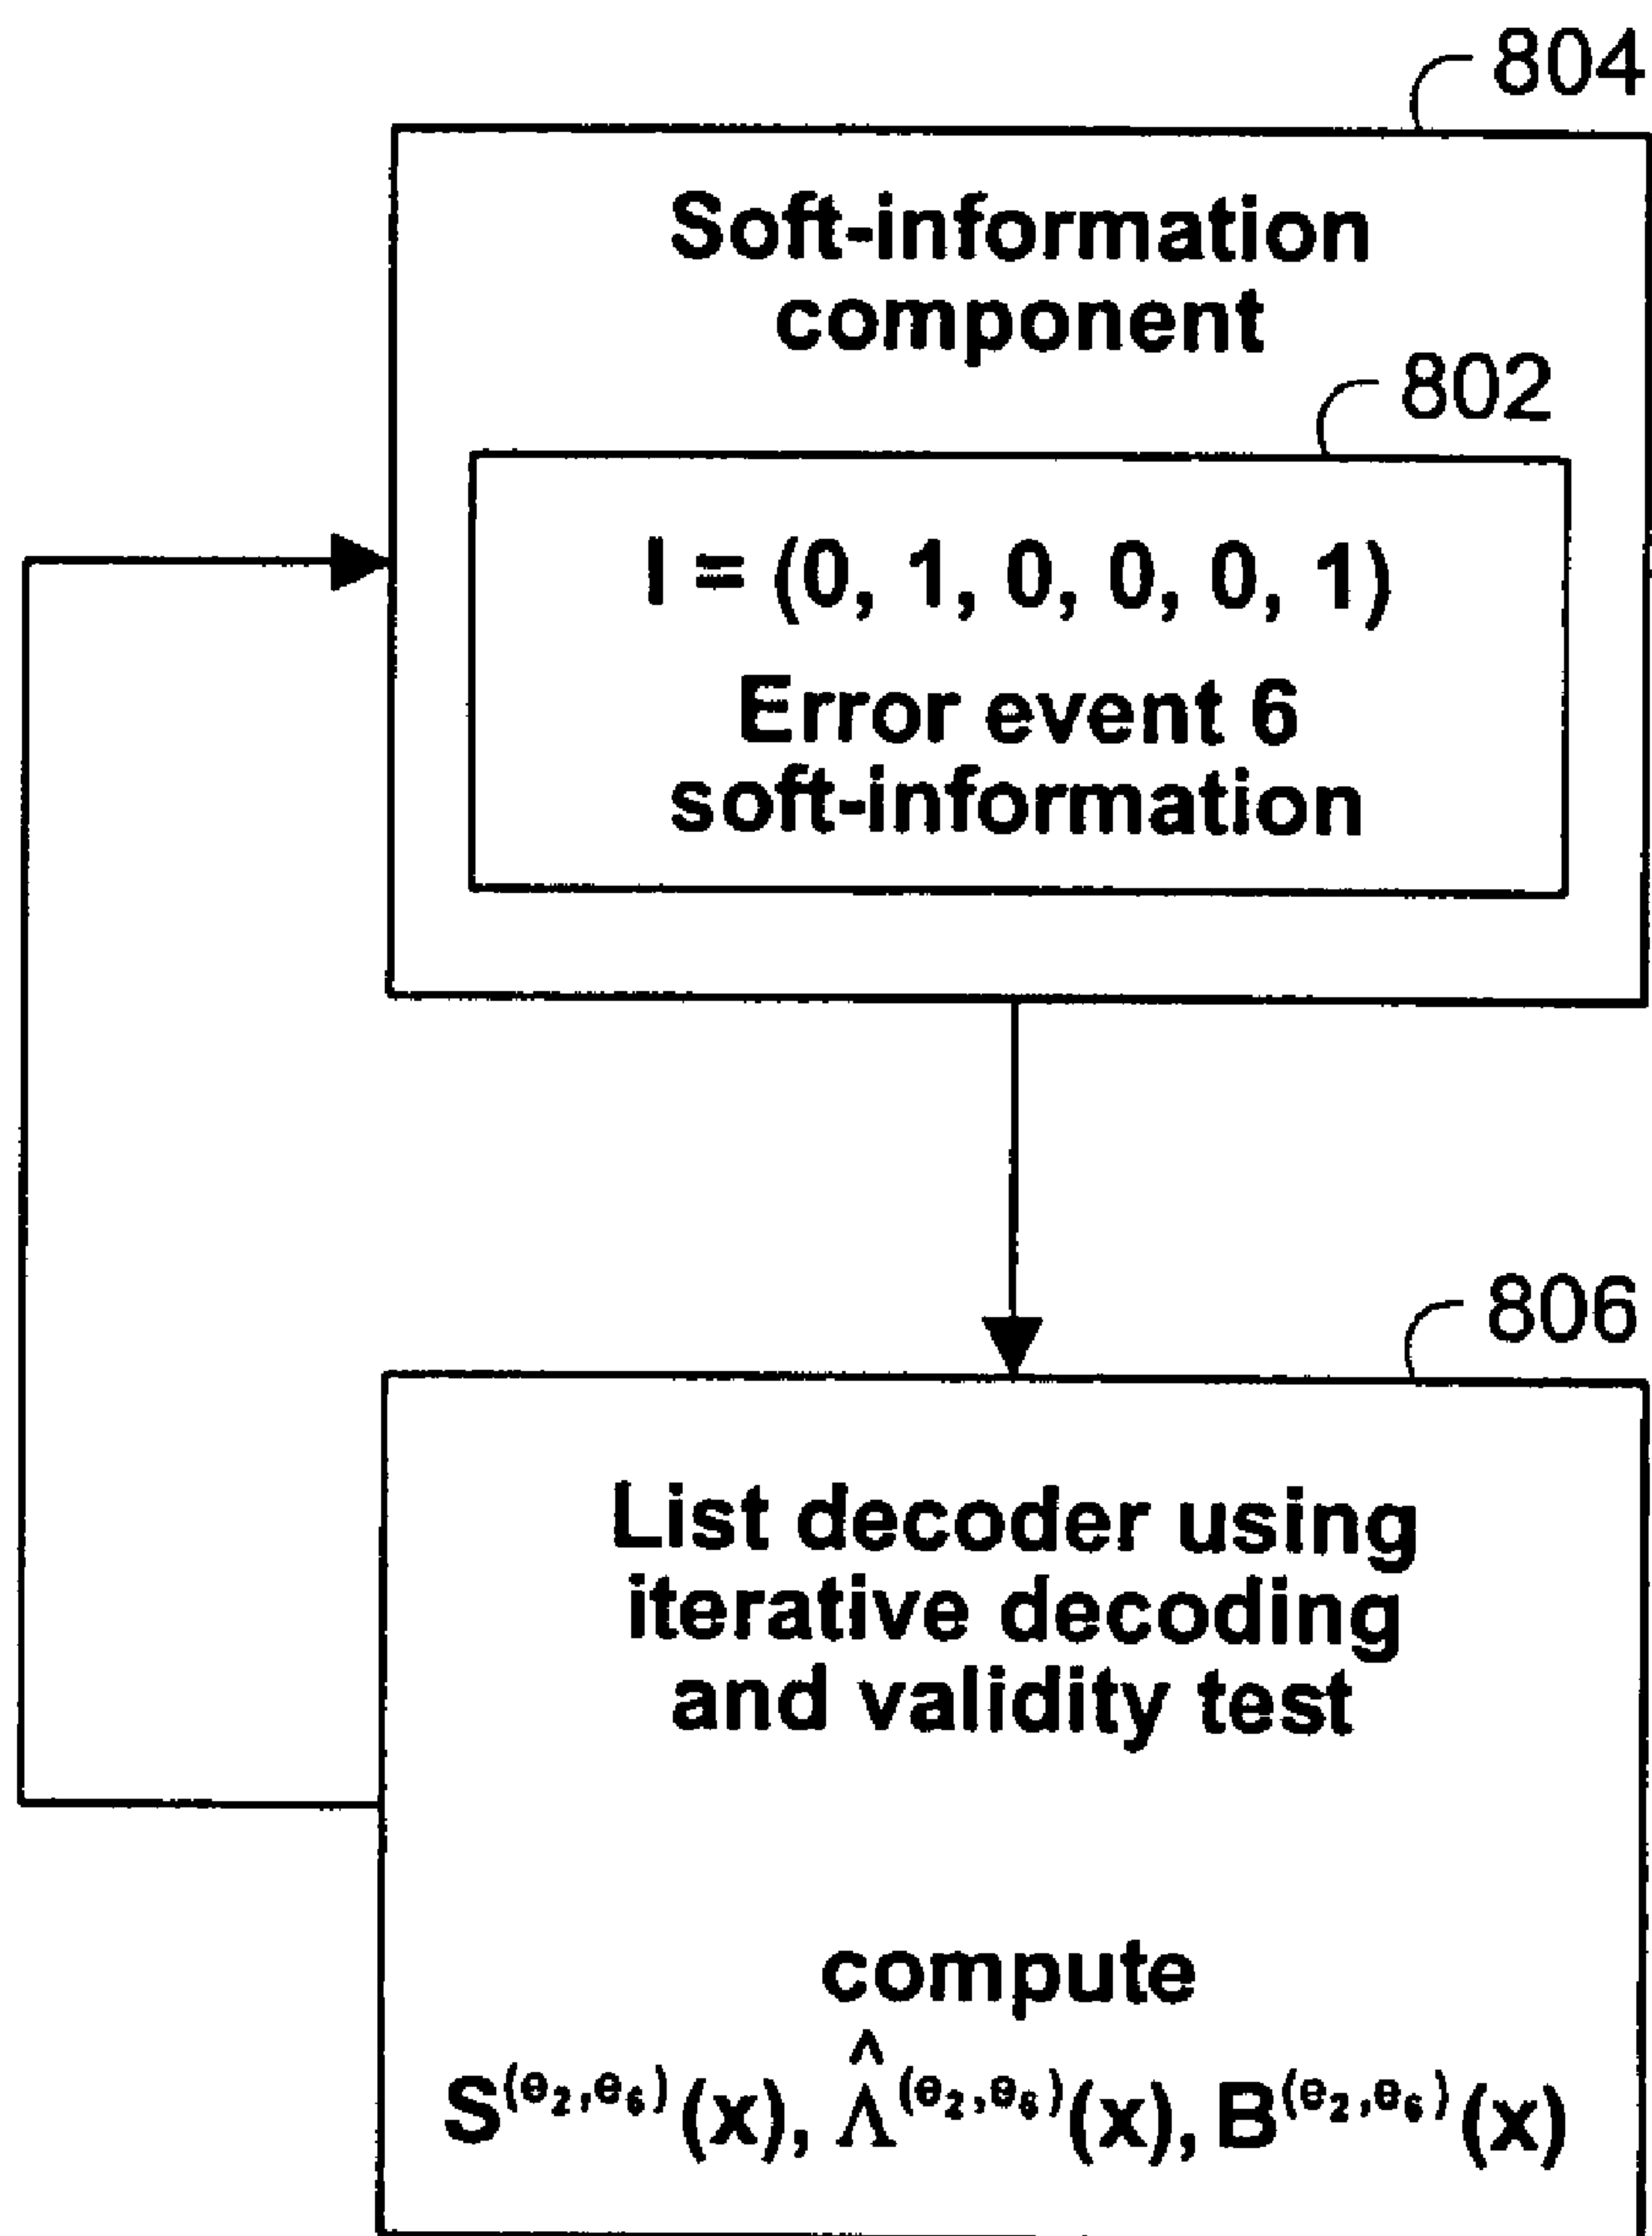 804
Soft-information
component
802
I = (0, 1, 0, 0, 0, 1)
Error event 6
soft-information
806
List decoder using
iterative decoding
and validity test
compute
S^(e₂,e₆)(x), Λ̂^(e₂,e₆)(x), B^(e₂,e₆)(x)